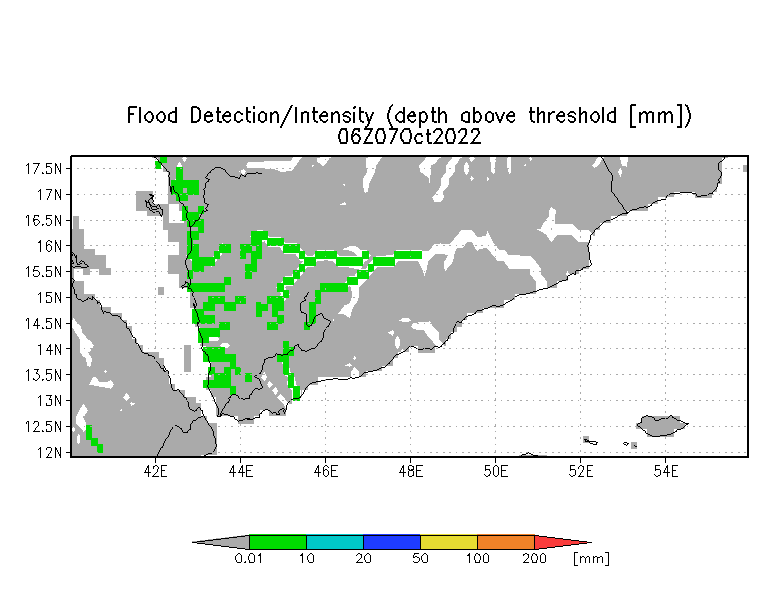 Flood Detection/Intensity (depth above threshold [mm])
06Z07Oct2022
17.5N
17N
16.5N
16N
15.5N
15N
14.5N
14N
13.5N
13N
12.5N
12N
42E 44E 46E 48E 50E 52E 54E
0.01 10 20 50 100 200 [mm]